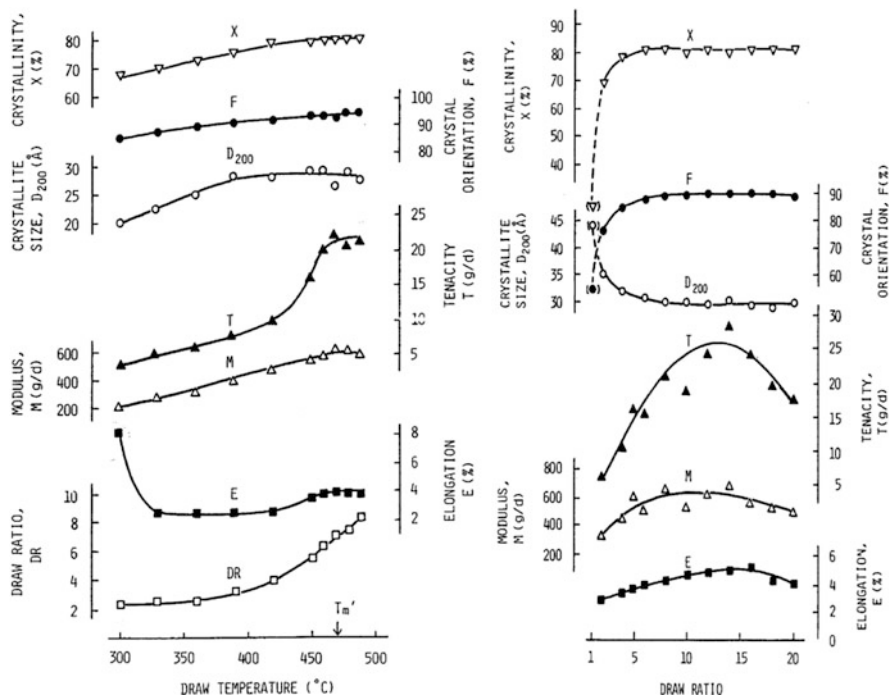 CRYSTALLINITY,
X (%)
80
70
60
X
F
100
90
80
CRYSTAL
ORIENTATION, F(%)
CRYSTALLITE
SIZE, D200(Å)
30
25
20
D200
25
20
15
10
5
TENACITY
T(g/d)
T
MODULUS,
M(g/d)
600
400
200
M
8
6
4
2
ELONGATION
E(%)
E
DRAW RATIO,
DR
10
8
6
4
2
DR
Tm'
300 350 400 450 500
DRAW TEMPERATURE (°C)
CRYSTALLINITY,
X(%)
90
80
70
60
50
90
40
X
F
90
80
70
60
CRYSTAL
ORIENTATION, F(%)
CRYSTALLITE
SIZE, D200(Å)
45
40
35
30
D200
30
25
20
15
10
5
TENACITY,
T(g/d)
T
MODULUS,
M(g/d)
800
600
400
200
M
6
4
2
0
ELONGATION,
E(%)
E
1 5 10 15 20
DRAW RATIO